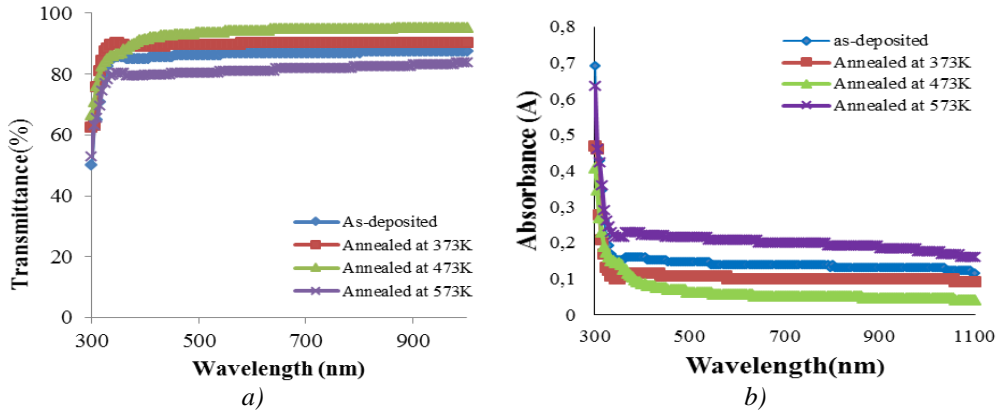 100
80
60
40
20
0
Transmittance(%)
As-deposited
Annealed at 373K
Annealed at 473K
Annealed at 573K
300
500
700
900
Wavelength (nm)
a)
0,8
0,7
0,6
0,5
0,4
0,3
0,2
0,1
0
Absorbance (A)
as-deposited
Annealed at 373K
Annealed at 473K
Annealed at 573K
300
500
700
900
1100
Wavelength(nm)
b)